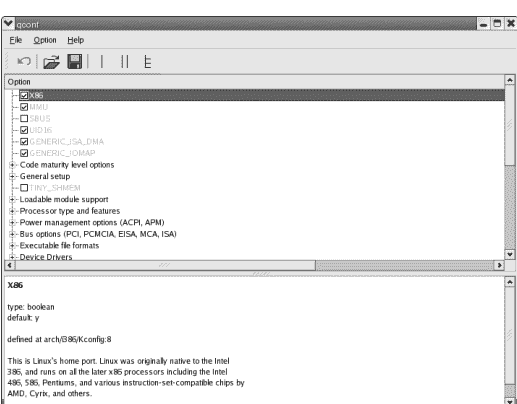 qconf
File Option Help
Option
X86
MMU
SBUS
UID16
GENERIC_ISA_DMA
GENERIC_IOMAP
Code maturity level options
General setup
TINY_SHMEM
Loadable module support
Processor type and features
Power management options (ACPI, APM)
Bus options (PCI, PCMCIA, EISA, MCA, ISA)
Executable file formats
Device Drivers
X86
type: boolean
default: y
defined at arch/i386/Kconfig:8
This is Linux's home port. Linux was originally native to the Intel
386, and runs on all the later x86 processors including the Intel
486, 586, Pentiums, and various instruction-set-compatible chips by
AMD, Cyrix, and others.